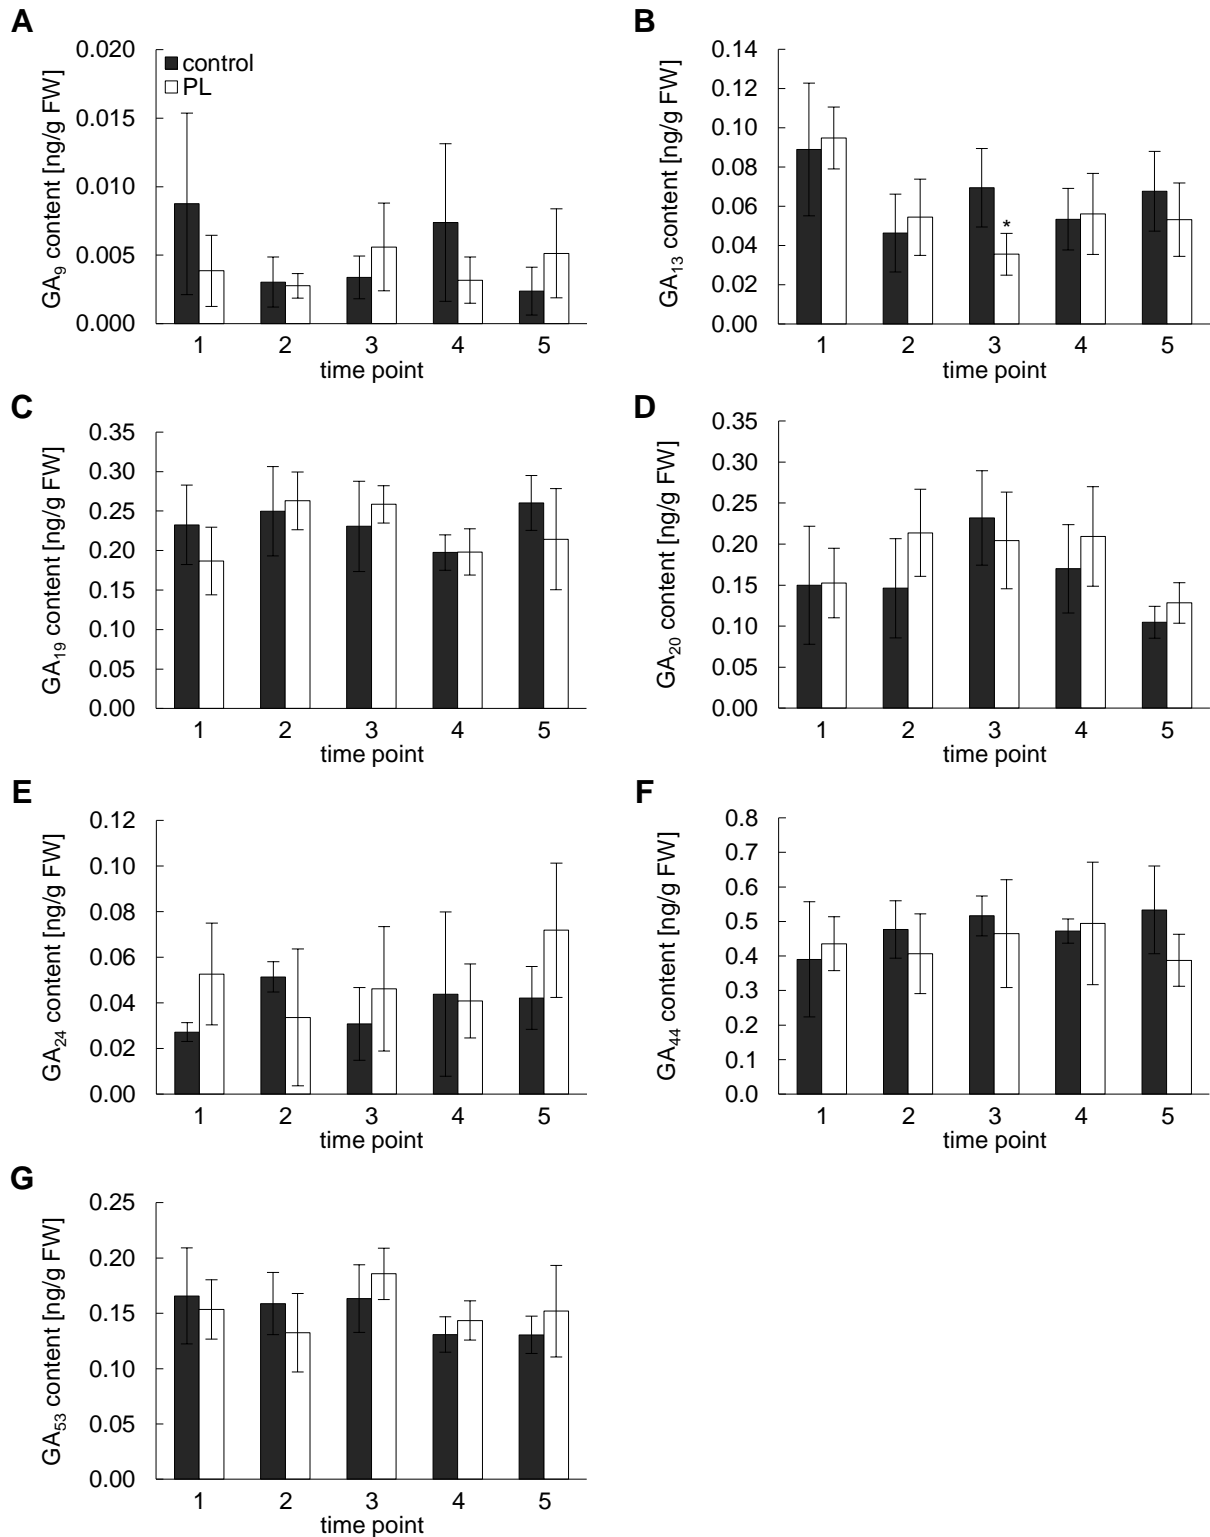 A
GA9 content [ng/g FW]
0.020
0.015
0.010
0.005
0.000
control
PL
1 2 3 4 5
time point
B
GA13 content [ng/g FW]
0.14
0.12
0.10
0.08
0.06
0.04
0.02
0.00
*
1 2 3 4 5
time point
C
GA19 content [ng/g FW]
0.35
0.30
0.25
0.20
0.15
0.10
0.05
0.00
1 2 3 4 5
time point
D
GA20 content [ng/g FW]
0.35
0.30
0.25
0.20
0.15
0.10
0.05
0.00
1 2 3 4 5
time point
E
GA24 content [ng/g FW]
0.12
0.10
0.08
0.06
0.04
0.02
0.00
1 2 3 4 5
time point
F
GA44 content [ng/g FW]
0.8
0.7
0.6
0.5
0.4
0.3
0.2
0.1
0.0
1 2 3 4 5
time point
G
GA53 content [ng/g FW]
0.25
0.20
0.15
0.10
0.05
0.00
1 2 3 4 5
time point